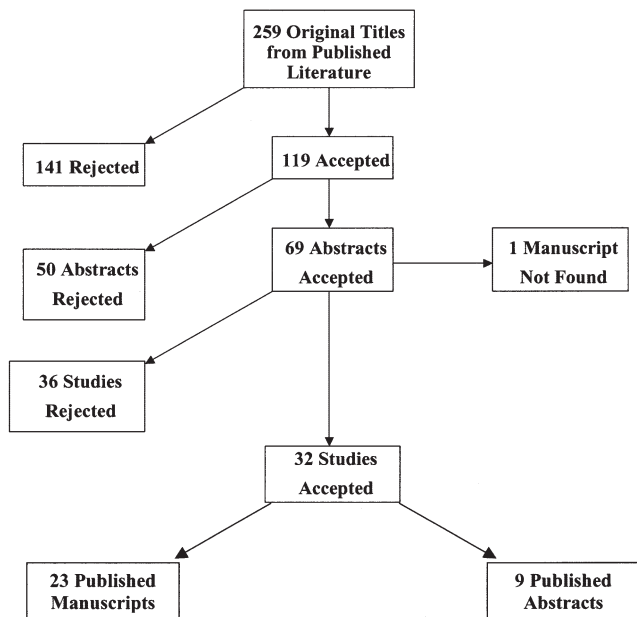 259 Original Titles
from Published
Literature
141 Rejected
119 Accepted
50 Abstracts
Rejected
69 Abstracts
Accepted
1 Manuscript
Not Found
36 Studies
Rejected
32 Studies
Accepted
23 Published
Manuscripts
9 Published
Abstracts